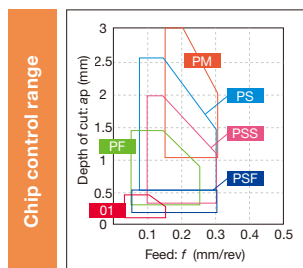 Chip control range
Depth of cut: ap (mm)
3
2.5
2
1.5
1
0.5
0
PM
PS
PSS
PF
PSF
01
0.1 0.2 0.3 0.4 0.5
Feed: f (mm/rev)